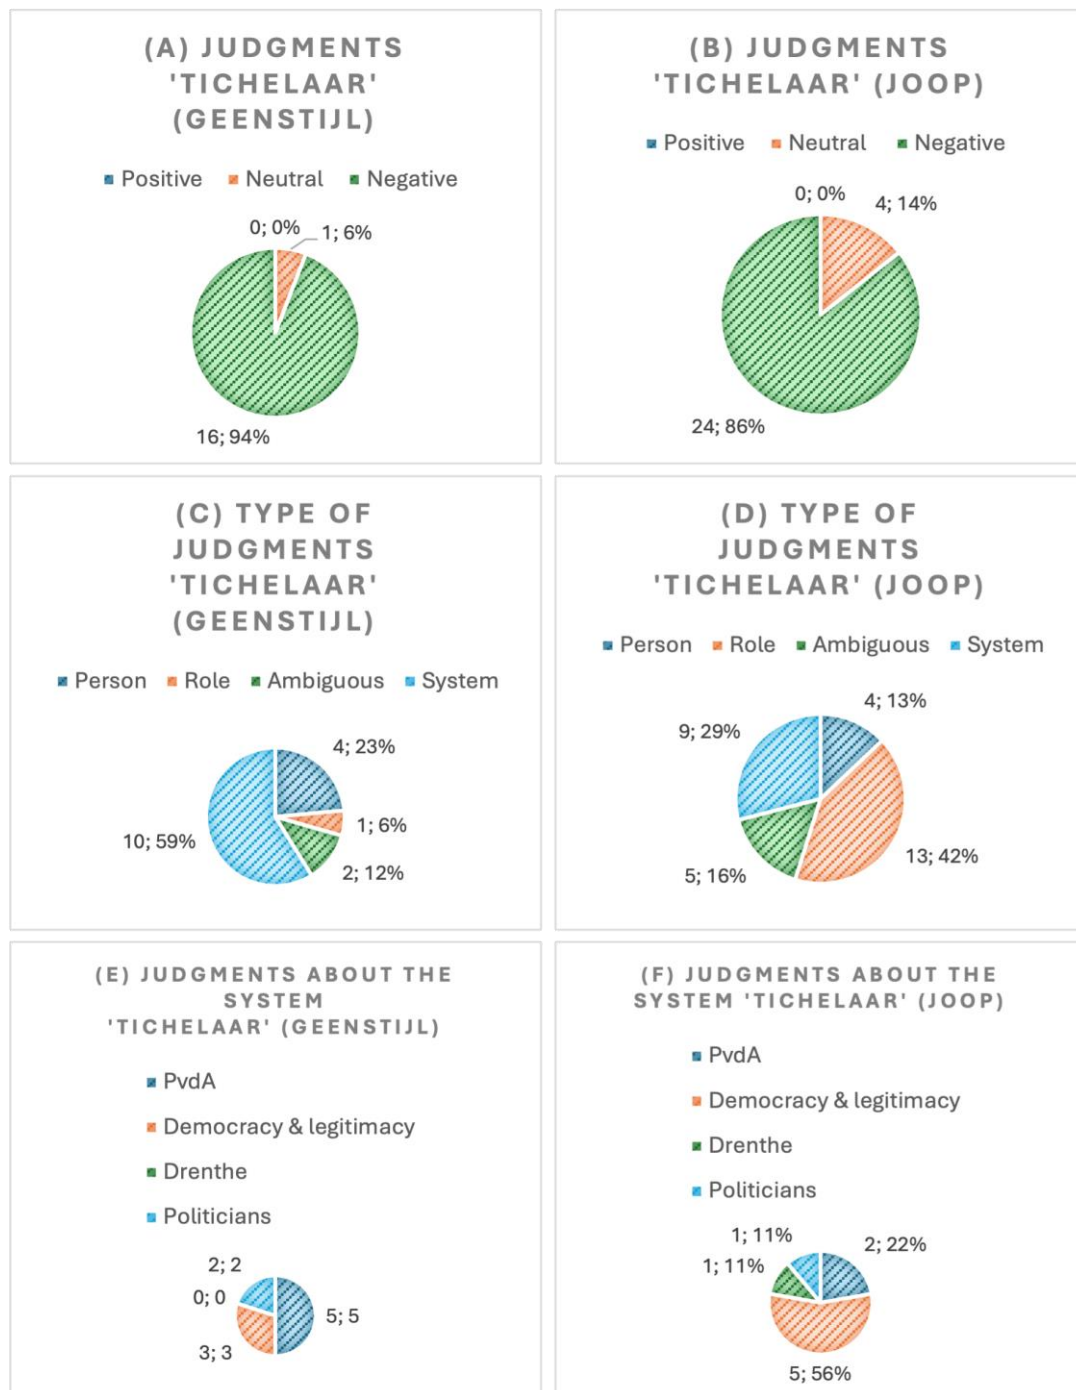 (A) JUDGMENTS
'TICHELAAR'
(GEENSTIJL)
Positive Neutral Negative
0; 0%
1; 6%
16; 94%
(B) JUDGMENTS
'TICHELAAR' (JOOP)
Positive Neutral Negative
0; 0%
4; 14%
24; 86%
(C) TYPE OF
JUDGMENTS
'TICHELAAR'
(GEENSTIJL)
Person Role Ambiguous System
4; 23%
1; 6%
2; 12%
10; 59%
(D) TYPE OF
JUDGMENTS
'TICHELAAR' (JOOP)
Person Role Ambiguous System
4; 13%
9; 29%
13; 42%
5; 16%
(E) JUDGMENTS ABOUT THE
SYSTEM
'TICHELAAR' (GEENSTIJL)
PvdA
Democracy & legitimacy
Drenthe
Politicians
2; 2
0; 0
5; 5
3; 3
(F) JUDGMENTS ABOUT THE
SYSTEM 'TICHELAAR' (JOOP)
PvdA
Democracy & legitimacy
Drenthe
Politicians
1; 11%
2; 22%
1; 11%
5; 56%